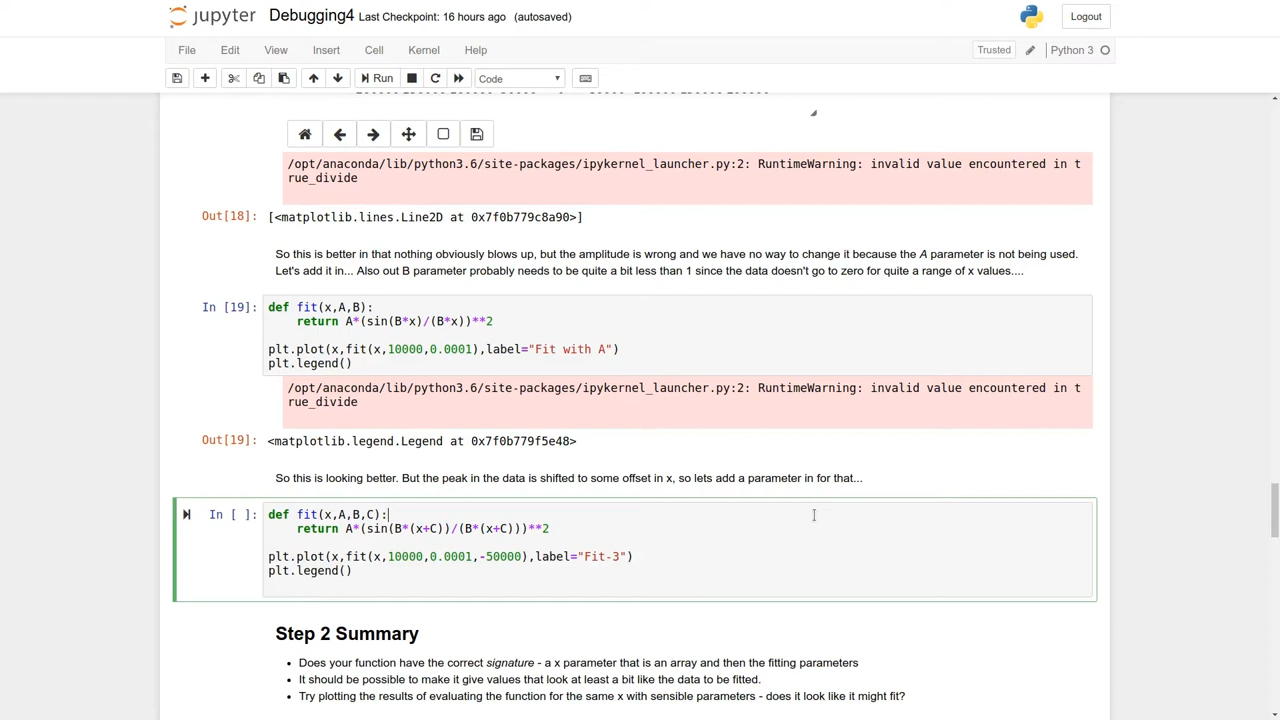 jupyter Debugging4 Last Checkpoint: 16 hours ago (autosaved) Logout
File Edit View Insert Cell Kernel Help Trusted Python 3
Run Code
/opt/anaconda/lib/python3.6/site-packages/ipykernel_launcher.py:2: RuntimeWarning: invalid value encountered in t
rue_divide
Out[18]: [<matplotlib.lines.Line2D at 0x7f0b779c8a90>]
So this is better in that nothing obviously blows up, but the amplitude is wrong and we have no way to change it because the A parameter is not being used.
Let's add it in... Also out B parameter probably needs to be quite a bit less than 1 since the data doesn't go to zero for quite a range of x values....
In [19]: def fit(x,A,B):
return A*(sin(B*x)/(B*x))**2
plt.plot(x,fit(x,10000,0.0001),label="Fit with A")
plt.legend()
/opt/anaconda/lib/python3.6/site-packages/ipykernel_launcher.py:2: RuntimeWarning: invalid value encountered in t
rue_divide
Out[19]: <matplotlib.legend.Legend at 0x7f0b779f5e48>
So this is looking better. But the peak in the data is shifted to some offset in x, so lets add a parameter in for that...
In [ ]: def fit(x,A,B,C):
return A*(sin(B*(x+C))/(B*(x+C)))**2
plt.plot(x,fit(x,10000,0.0001,-50000),label="Fit-3")
plt.legend()
Step 2 Summary
• Does your function have the correct signature - a x parameter that is an array and then the fitting parameters
• It should be possible to make it give values that look at least a bit like the data to be fitted.
• Try plotting the results of evaluating the function for the same x with sensible parameters - does it look like it might fit?